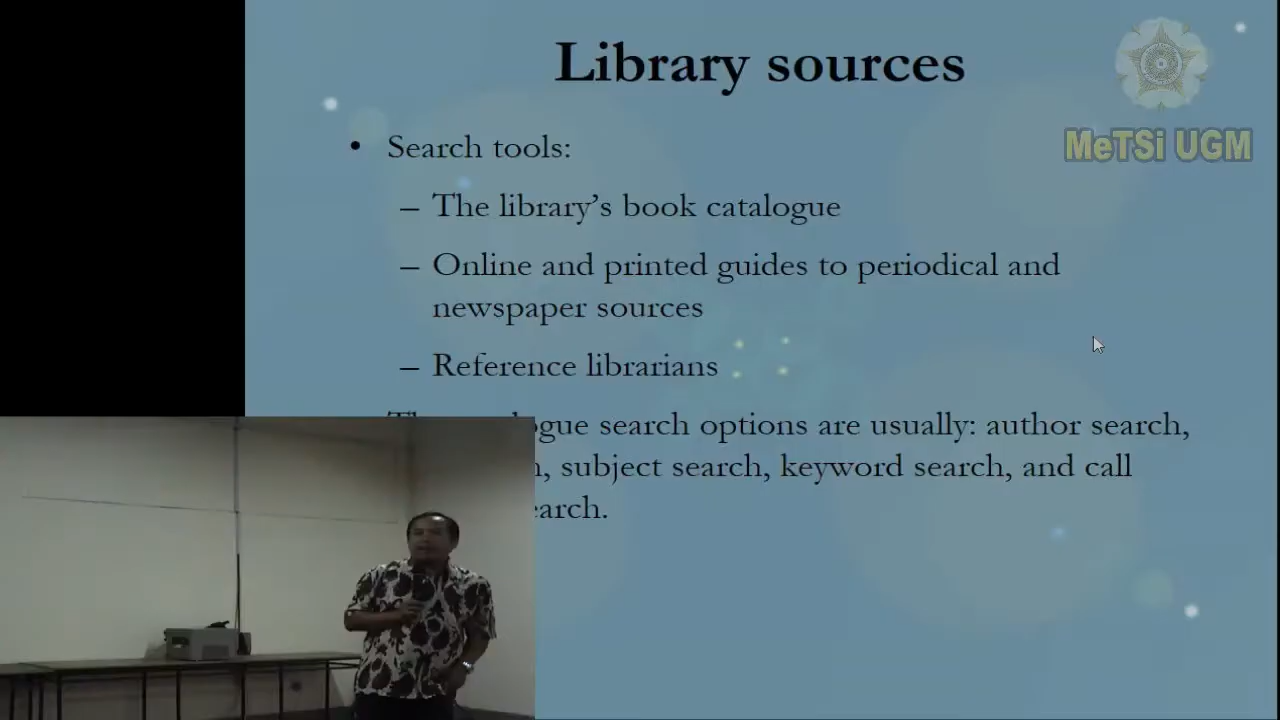 Library sources
MeTSi UGM
• Search tools:
– The library’s book catalogue
– Online and printed guides to periodical and
newspaper sources
– Reference librarians
search options are usually: author search,
subject search, keyword search, and call